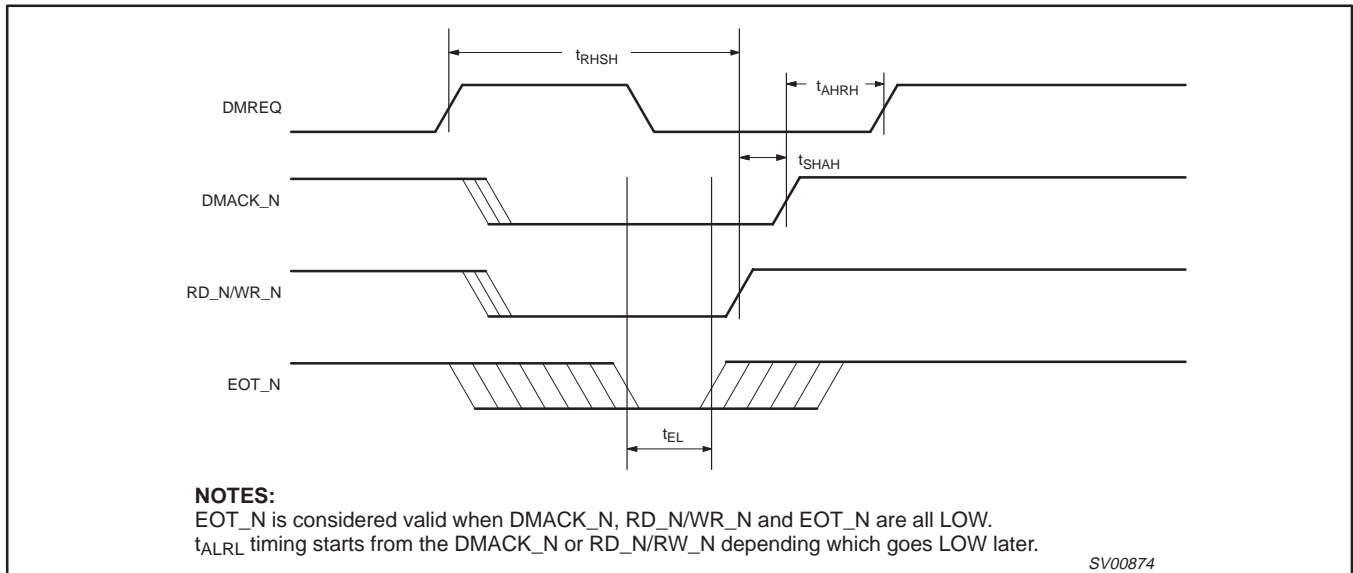 tRHSH
DMREQ
tAHRH
tSHAH
DMACK_N
RD_N/WR_N
EOT_N
tEL
NOTES:
EOT_N is considered valid when DMACK_N, RD_N/WR_N and EOT_N are all LOW.
tALRL timing starts from the DMACK_N or RD_N/RW_N depending which goes LOW later.
SV00874